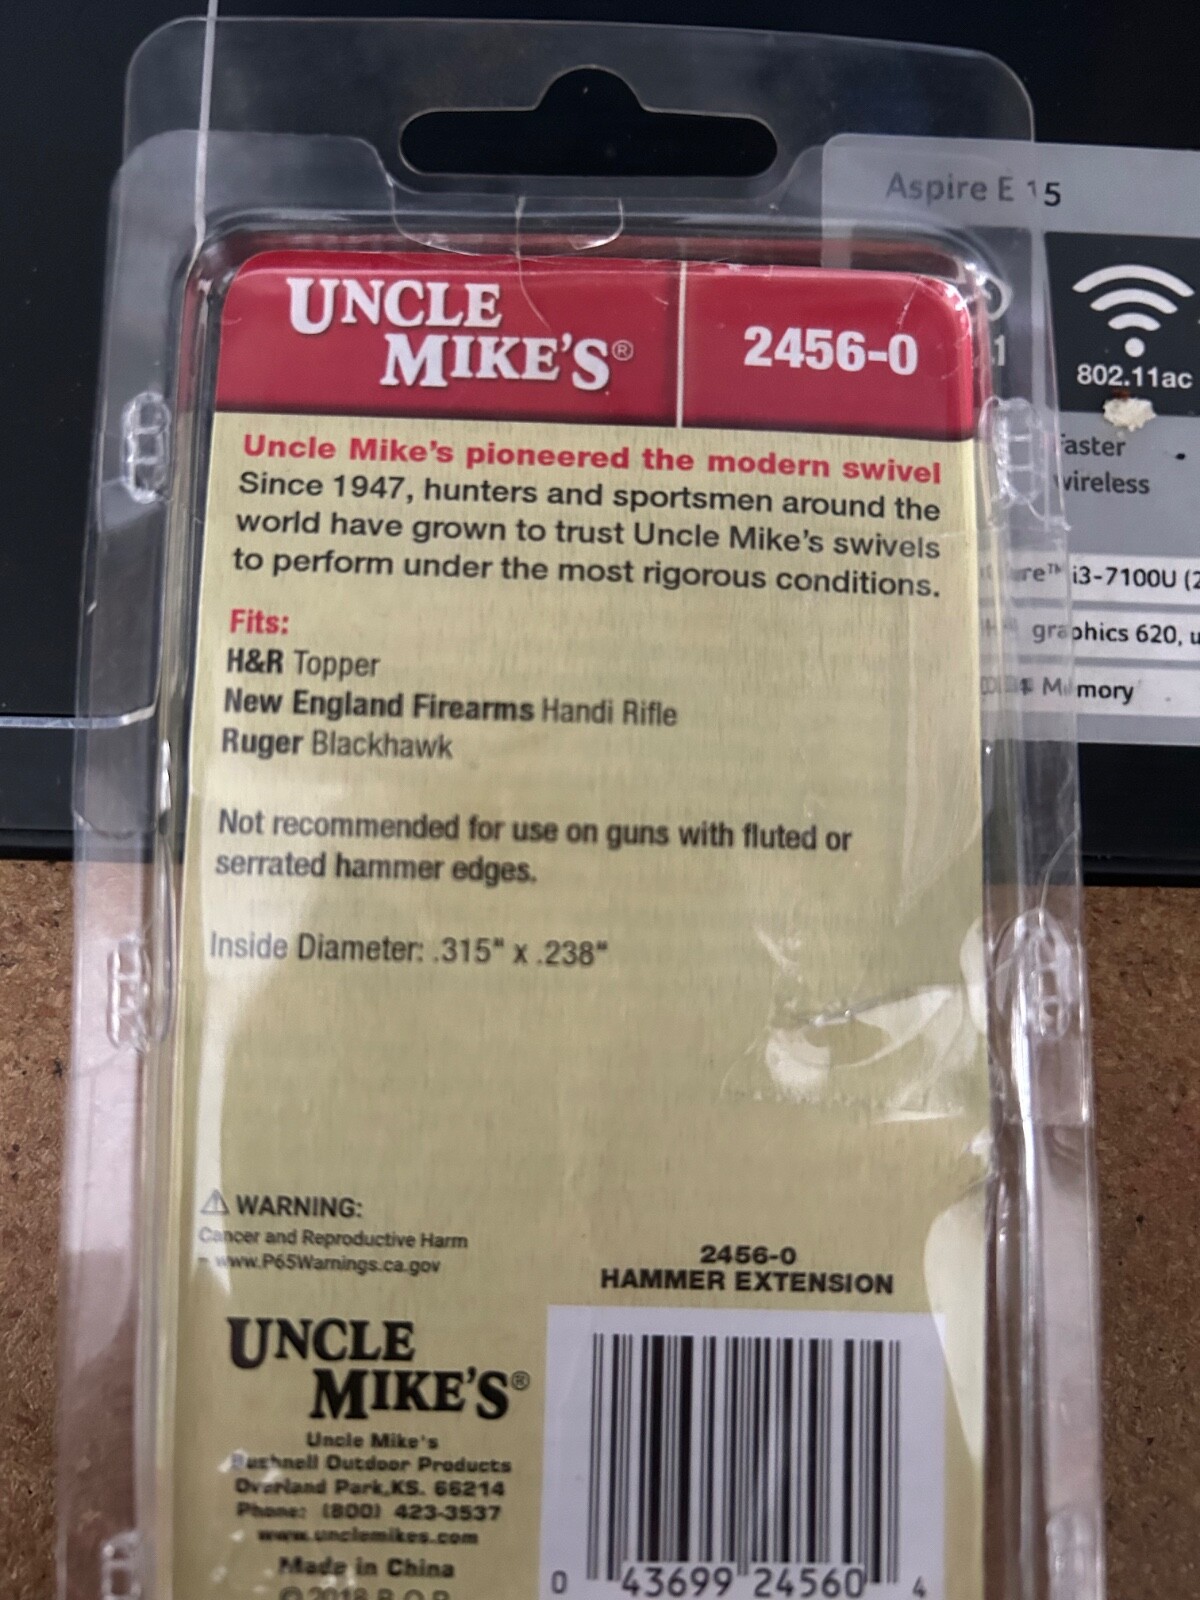 Aspire E 15
UNCLE
MIKE'S®
2456-0
802.11ac
Faster
wireless
Uncle Mike's pioneered the modern swivel
Since 1947, hunters and sportsmen around the
world have grown to trust Uncle Mike's swivels
to perform under the most rigorous conditions.
i3-7100U
graphics 620,
Memory
Fits:
H&R Topper
New England Firearms Handi Rifle
Ruger Blackhawk
Not recommended for use on guns with fluted or
serrated hammer edges.
Inside Diameter: .315" x .238"
⚠ WARNING:
Cancer and Reproductive Harm
- www.P65Warnings.ca.gov
2456-0
HAMMER EXTENSION
UNCLE
MIKE'S®
Uncle Mike's
Bushnell Outdoor Products
Overland Park,KS. 66214
Phone: (800) 423-3537
www.unclemikes.com
Made in China
© 2018 B.O.P.
0 43699 24560 4